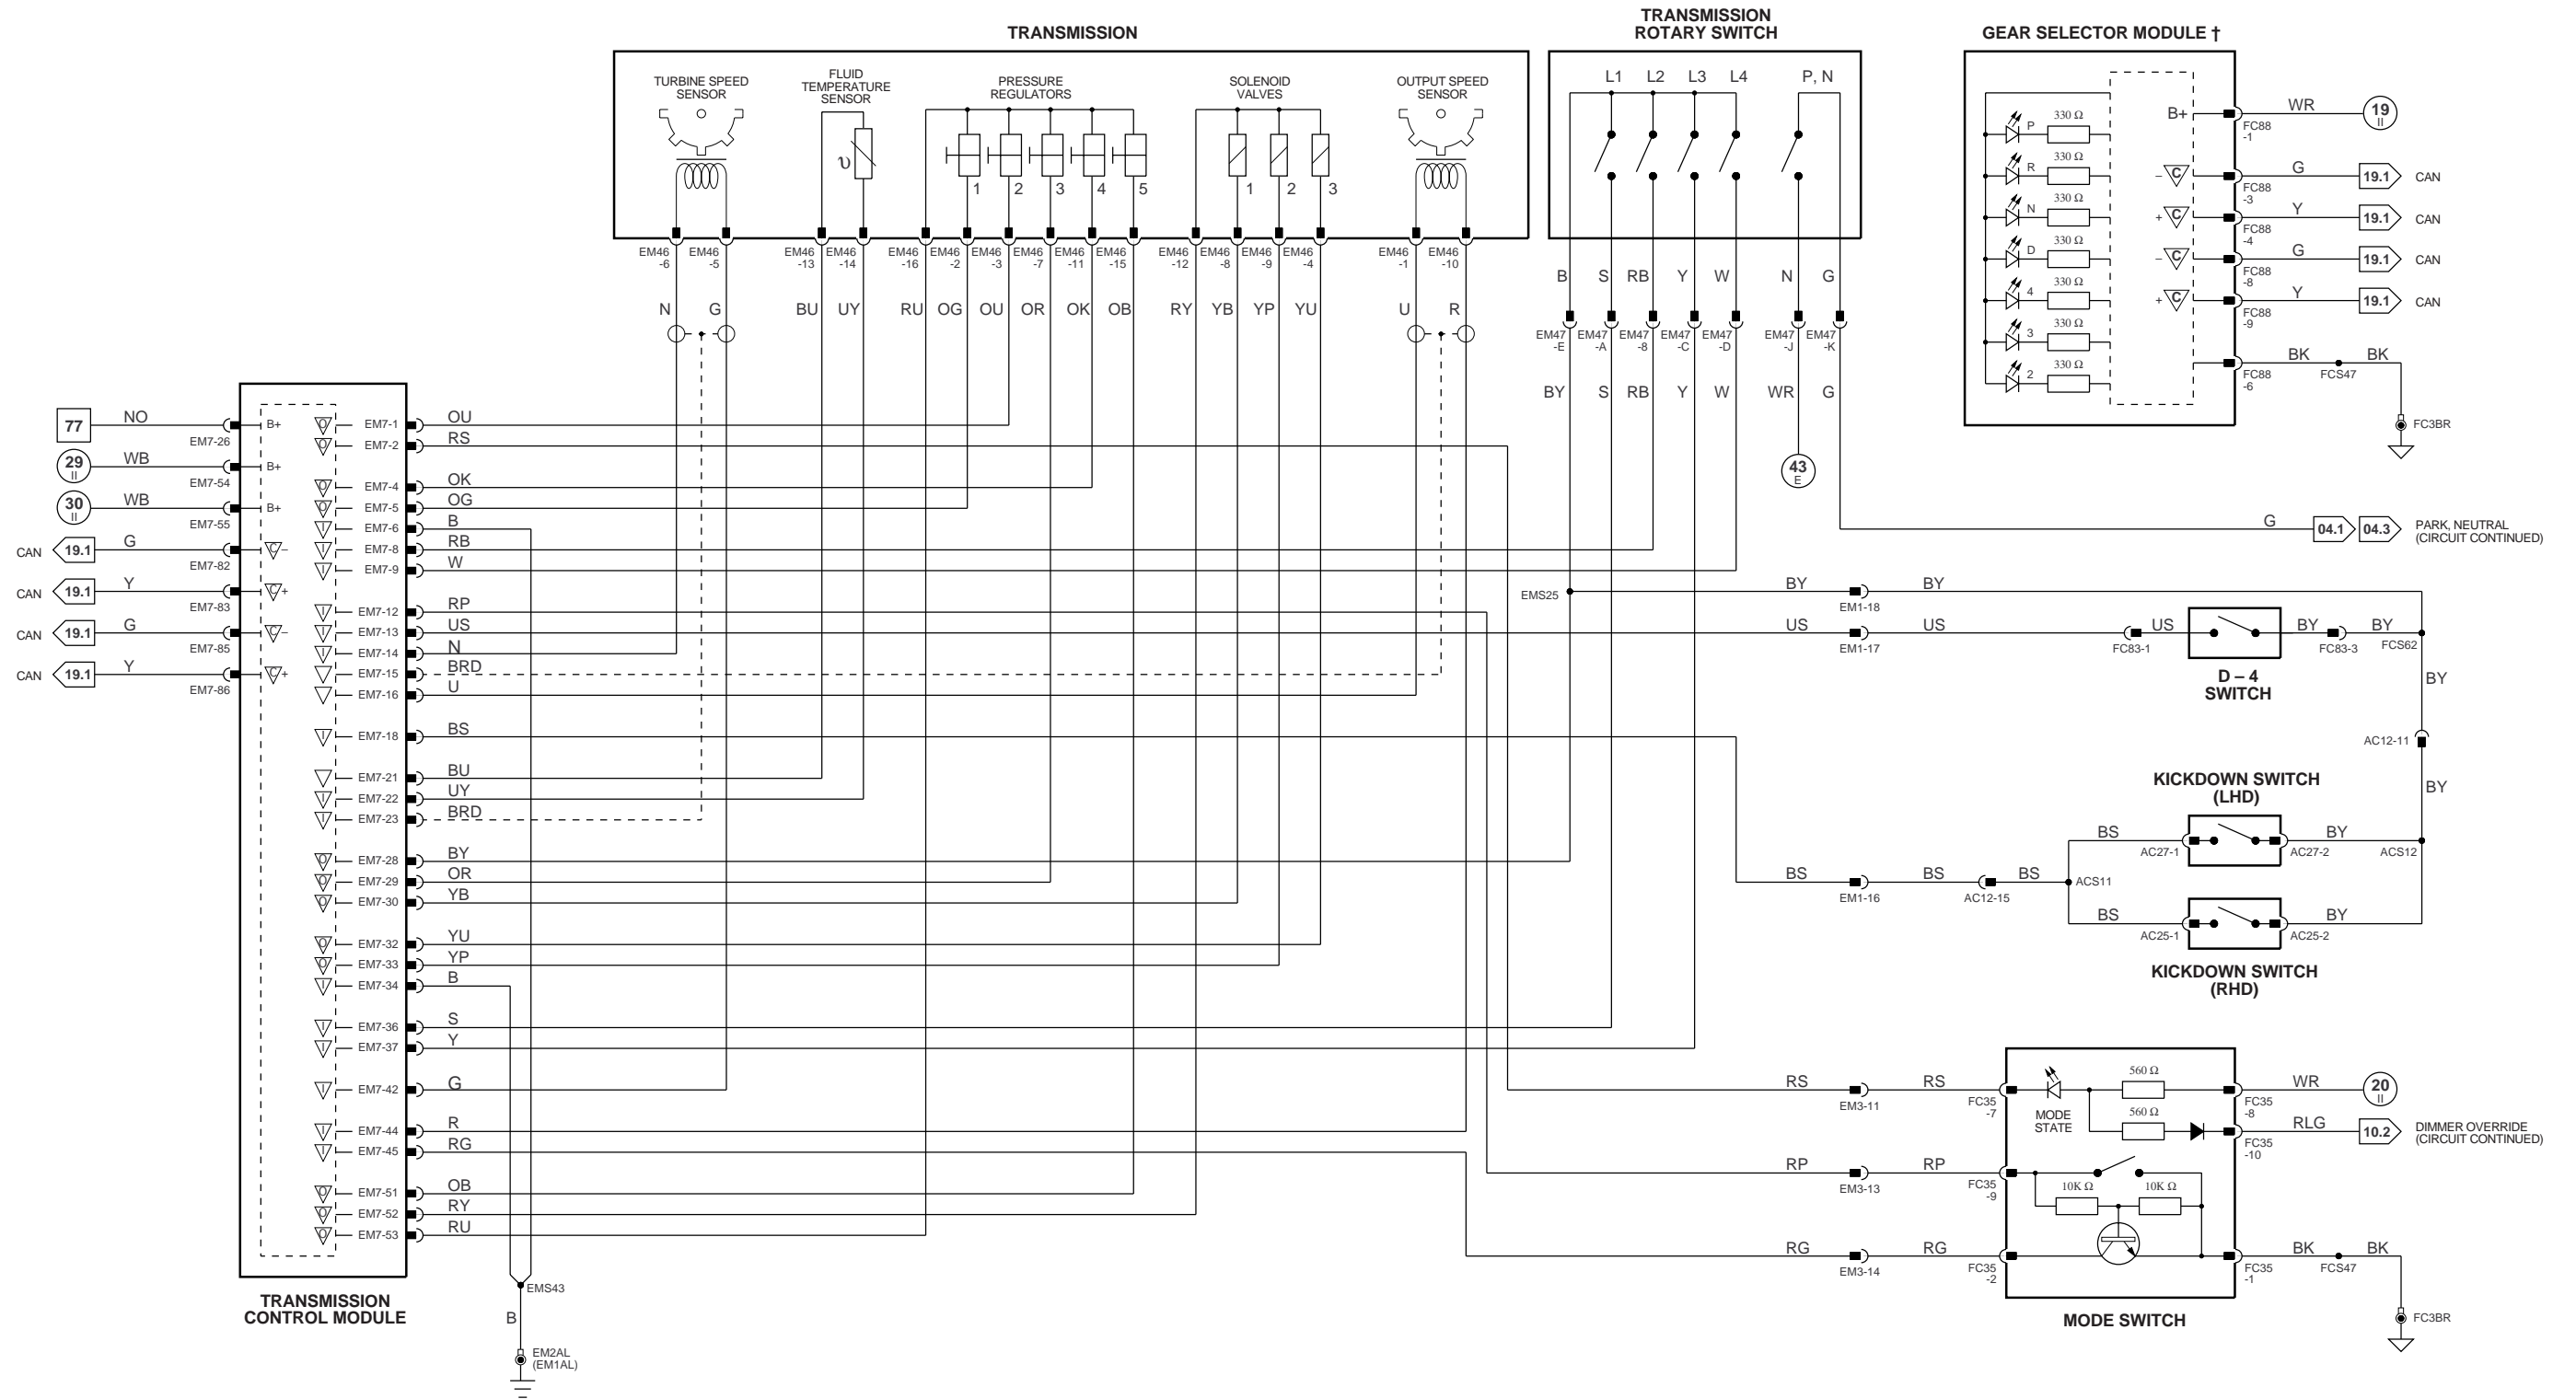 TRANSMISSION
TURBINE SPEED
SENSOR
FLUID
TEMPERATURE
SENSOR
PRESSURE
REGULATORS
SOLENOID
VALVES
OUTPUT SPEED
SENSOR
υ
1 2 3 4 5
1 2 3
EM46
-6
EM46
-5
EM46
-13
EM46
-14
EM46
-16
EM46
-2
EM46
-3
EM46
-7
EM46
-11
EM46
-15
EM46
-12
EM46
-8
EM46
-9
EM46
-4
EM46
-1
EM46
-10
N G BU UY RU OG OU OR OK OB RY YB YP YU U R
TRANSMISSION
ROTARY SWITCH
L1 L2 L3 L4 P, N
B S RB Y W N G
EM47
-E
EM47
-A
EM47
-8
EM47
-C
EM47
-D
EM47
-J
EM47
-K
BY S RB Y W WR G
43
E
GEAR SELECTOR MODULE †
P 330 Ω
R 330 Ω
N 330 Ω
D 330 Ω
4 330 Ω
3 330 Ω
2 330 Ω
B+ FC88
-1
WR 19
II
– C FC88
-3
G 19.1 CAN
+ C FC88
-4
Y 19.1 CAN
– C FC88
-8
G 19.1 CAN
+ C FC88
-9
Y 19.1 CAN
FC88
-6
BK FCS47 BK
FC3BR
G 04.1 04.3 PARK, NEUTRAL
(CIRCUIT CONTINUED)
77 NO EM7-26 B+
29
II
WB EM7-54 B+
30
II
WB EM7-55 B+
CAN 19.1 G EM7-82 C –
CAN 19.1 Y EM7-83 C +
CAN 19.1 G EM7-85 C –
CAN 19.1 Y EM7-86 C +
O EM7-1 OU
O EM7-2 RS
O EM7-4 OK
O EM7-5 OG
I EM7-6 B
I EM7-8 RB
I EM7-9 W
I EM7-12 RP
I EM7-13 US
I EM7-14 N
EM7-15 BRD
EM7-16 U
I EM7-18 BS
EM7-21 BU
I EM7-22 UY
I EM7-23 BRD
O EM7-28 BY
O EM7-29 OR
O EM7-30 YB
O EM7-32 YU
O EM7-33 YP
I EM7-34 B
I EM7-36 S
I EM7-37 Y
I EM7-42 G
I EM7-44 R
I EM7-45 RG
O EM7-51 OB
O EM7-52 RY
O EM7-53 RU
TRANSMISSION
CONTROL MODULE
EMS43
B
EM2AL
(EM1AL)
EMS25
BY EM1-18 BY
US EM1-17 US FC83-1 US BY FC83-3 BY FCS62
D – 4
SWITCH
BY
AC12-11
BY
KICKDOWN SWITCH
(LHD)
BS AC27-1 AC27-2 BY ACS12
BS EM1-16 BS AC12-15 BS ACS11
BS AC25-1 AC25-2 BY
KICKDOWN SWITCH
(RHD)
RS EM3-11 RS FC35
-7
MODE
STATE
560 Ω
560 Ω
FC35
-8
WR 20
II
FC35
-10
RLG 10.2 DIMMER OVERRIDE
(CIRCUIT CONTINUED)
RP EM3-13 RP FC35
-9
10K Ω 10K Ω
RG EM3-14 RG FC35
-2
FC35
-1
BK FCS47 BK
FC3BR
MODE SWITCH